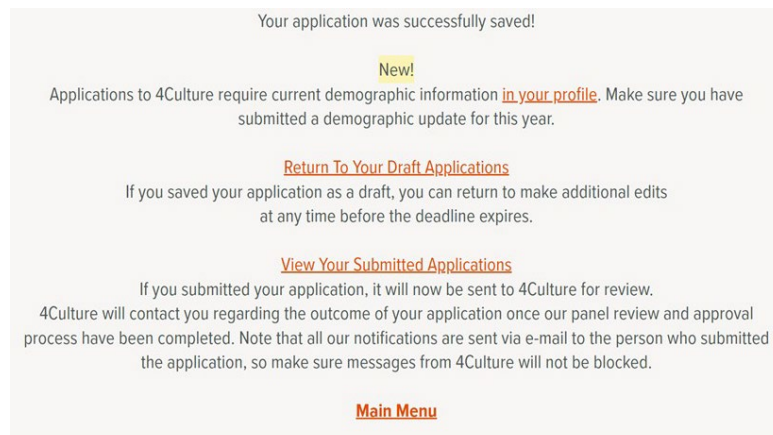 Your application was successfully saved!
New!
Applications to 4Culture require current demographic information in your profile. Make sure you have
submitted a demographic update for this year.
Return To Your Draft Applications
If you saved your application as a draft, you can return to make additional edits
at any time before the deadline expires.
View Your Submitted Applications
If you submitted your application, it will now be sent to 4Culture for review.
4Culture will contact you regarding the outcome of your application once our panel review and approval
process have been completed. Note that all our notifications are sent via e-mail to the person who submitted
the application, so make sure messages from 4Culture will not be blocked.
Main Menu